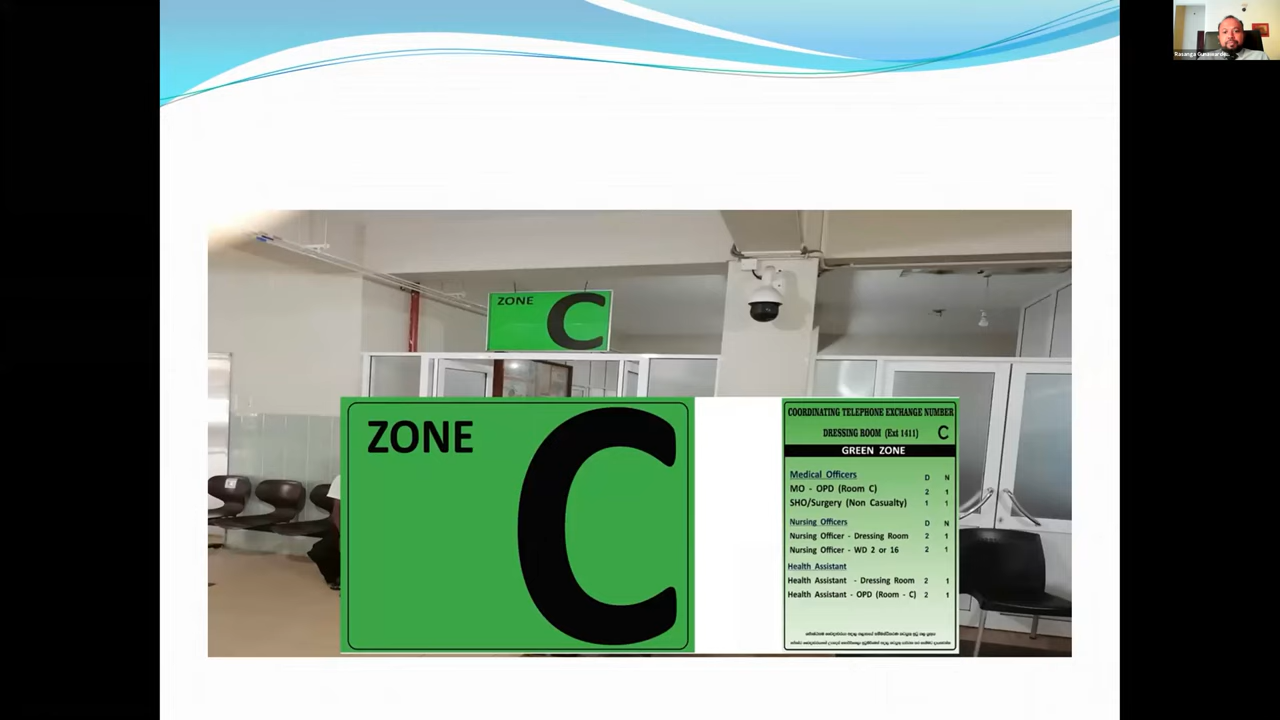 Rasanga Gunawarde...
ZONE C
ZONE C
COORDINATING TELEPHONE EXCHANGE NUMBER
DRESSING ROOM (Ext 1411) C
GREEN ZONE
Medical Officers D N
MO - OPD (Room C) 2 1
SHO/Surgery (Non Casualty) 1 1
Nursing Officers D N
Nursing Officer - Dressing Room 2 1
Nursing Officer - WD 2 or 16 2 1
Health Assistant
Health Assistant - Dressing Room 2 1
Health Assistant - OPD (Room - C) 2 1